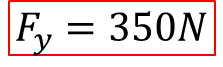 F_y = 350N